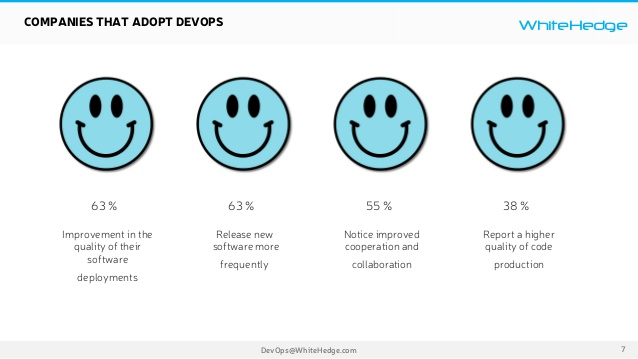 COMPANIES THAT ADOPT DEVOPS
WhiteHedge
63 %
Improvement in the
quality of their
software
deployments
63 %
Release new
software more
frequently
55 %
Notice improved
cooperation and
collaboration
38 %
Report a higher
quality of code
production
DevOps@WhiteHedge.com
7